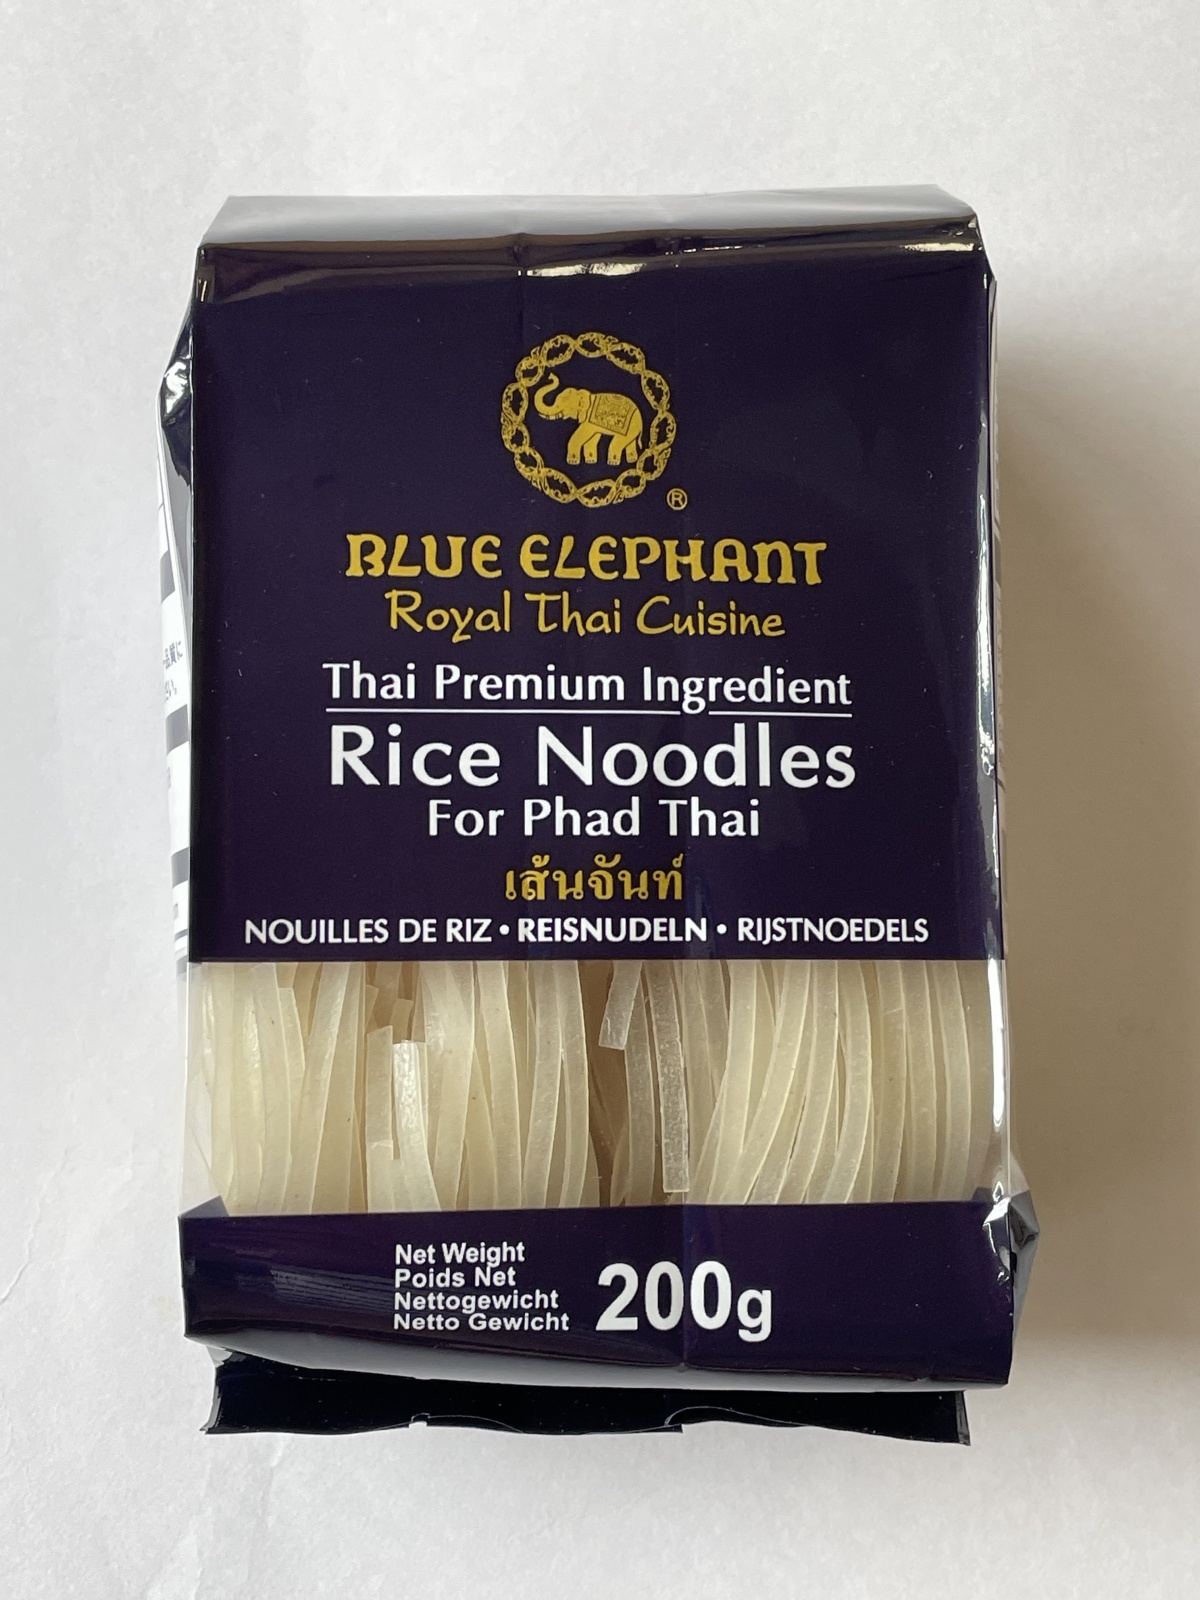 ®
BLUE ELEPHANT
Royal Thai Cuisine
Thai Premium Ingredient
Rice Noodles
For Phad Thai
เส้นจันท์
NOUILLES DE RIZ • REISNUDELN • RIJSTNOEDELS
Net Weight
Poids Net
Nettogewicht
Netto Gewicht
200g